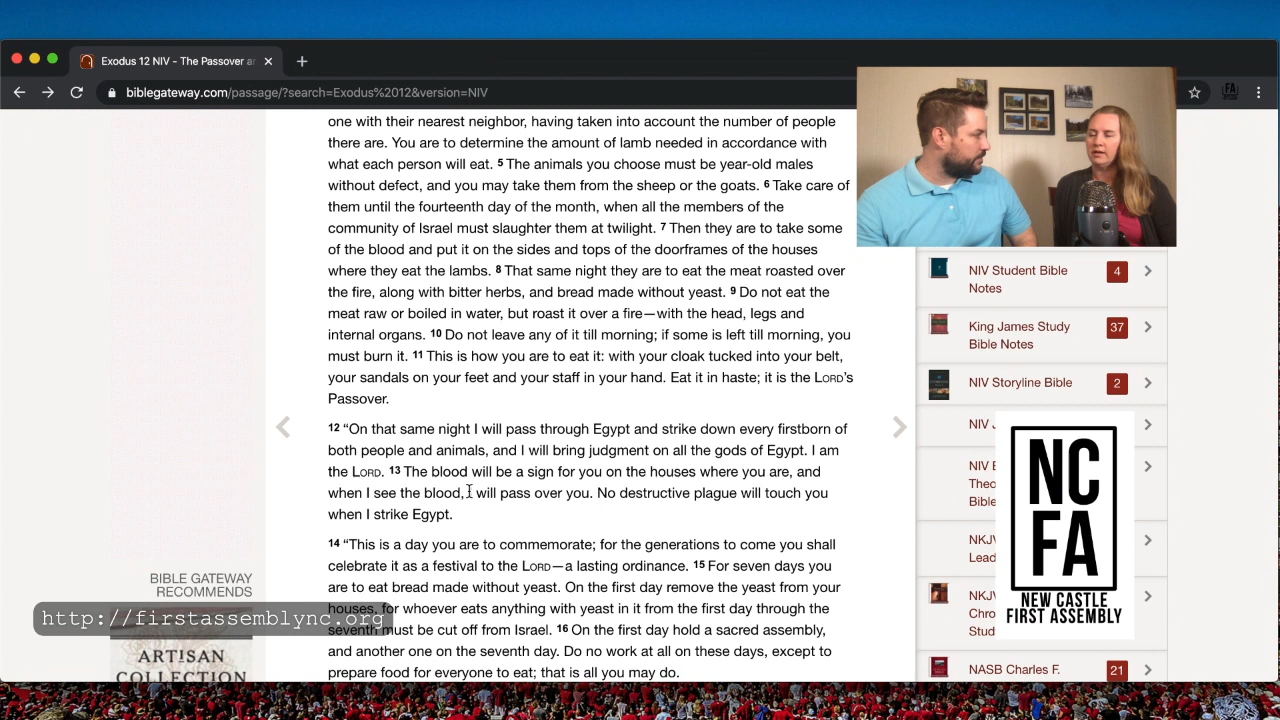 Exodus 12 NIV - The Passover a
biblegateway.com/passage/?search=Exodus%2012&version=NIV
one with their nearest neighbor, having taken into account the number of people
there are. You are to determine the amount of lamb needed in accordance with
what each person will eat. 5 The animals you choose must be year-old males
without defect, and you may take them from the sheep or the goats. 6 Take care of
them until the fourteenth day of the month, when all the members of the
community of Israel must slaughter them at twilight. 7 Then they are to take some
of the blood and put it on the sides and tops of the doorframes of the houses
where they eat the lambs. 8 That same night they are to eat the meat roasted over
the fire, along with bitter herbs, and bread made without yeast. 9 Do not eat the
meat raw or boiled in water, but roast it over a fire—with the head, legs and
internal organs. 10 Do not leave any of it till morning; if some is left till morning, you
must burn it. 11 This is how you are to eat it: with your cloak tucked into your belt,
your sandals on your feet and your staff in your hand. Eat it in haste; it is the LORD's
Passover.
12 “On that same night I will pass through Egypt and strike down every firstborn of
both people and animals, and I will bring judgment on all the gods of Egypt. I am
the LORD. 13 The blood will be a sign for you on the houses where you are, and
when I see the blood, I will pass over you. No destructive plague will touch you
when I strike Egypt.
14 “This is a day you are to commemorate; for the generations to come you shall
celebrate it as a festival to the LORD—a lasting ordinance. 15 For seven days you
are to eat bread made without yeast. On the first day remove the yeast from your
houses, for whoever eats anything with yeast in it from the first day through the
seventh must be cut off from Israel. 16 On the first day hold a sacred assembly,
and another one on the seventh day. Do no work at all on these days, except to
prepare food for everyone to eat; that is all you may do.
BIBLE GATEWAY
RECOMMENDS
http://firstassemblync.org
ARTISAN
COLLECTION
NIV Student Bible
Notes
4
King James Study
Bible Notes
37
NIV Storyline Bible
2
NIV
NIV
Theo
Bible
NKJV
Lead
NKJV
Chro
Stud
NASB Charles F.
21
NC
FA
NEW CASTLE
FIRST ASSEMBLY
FA